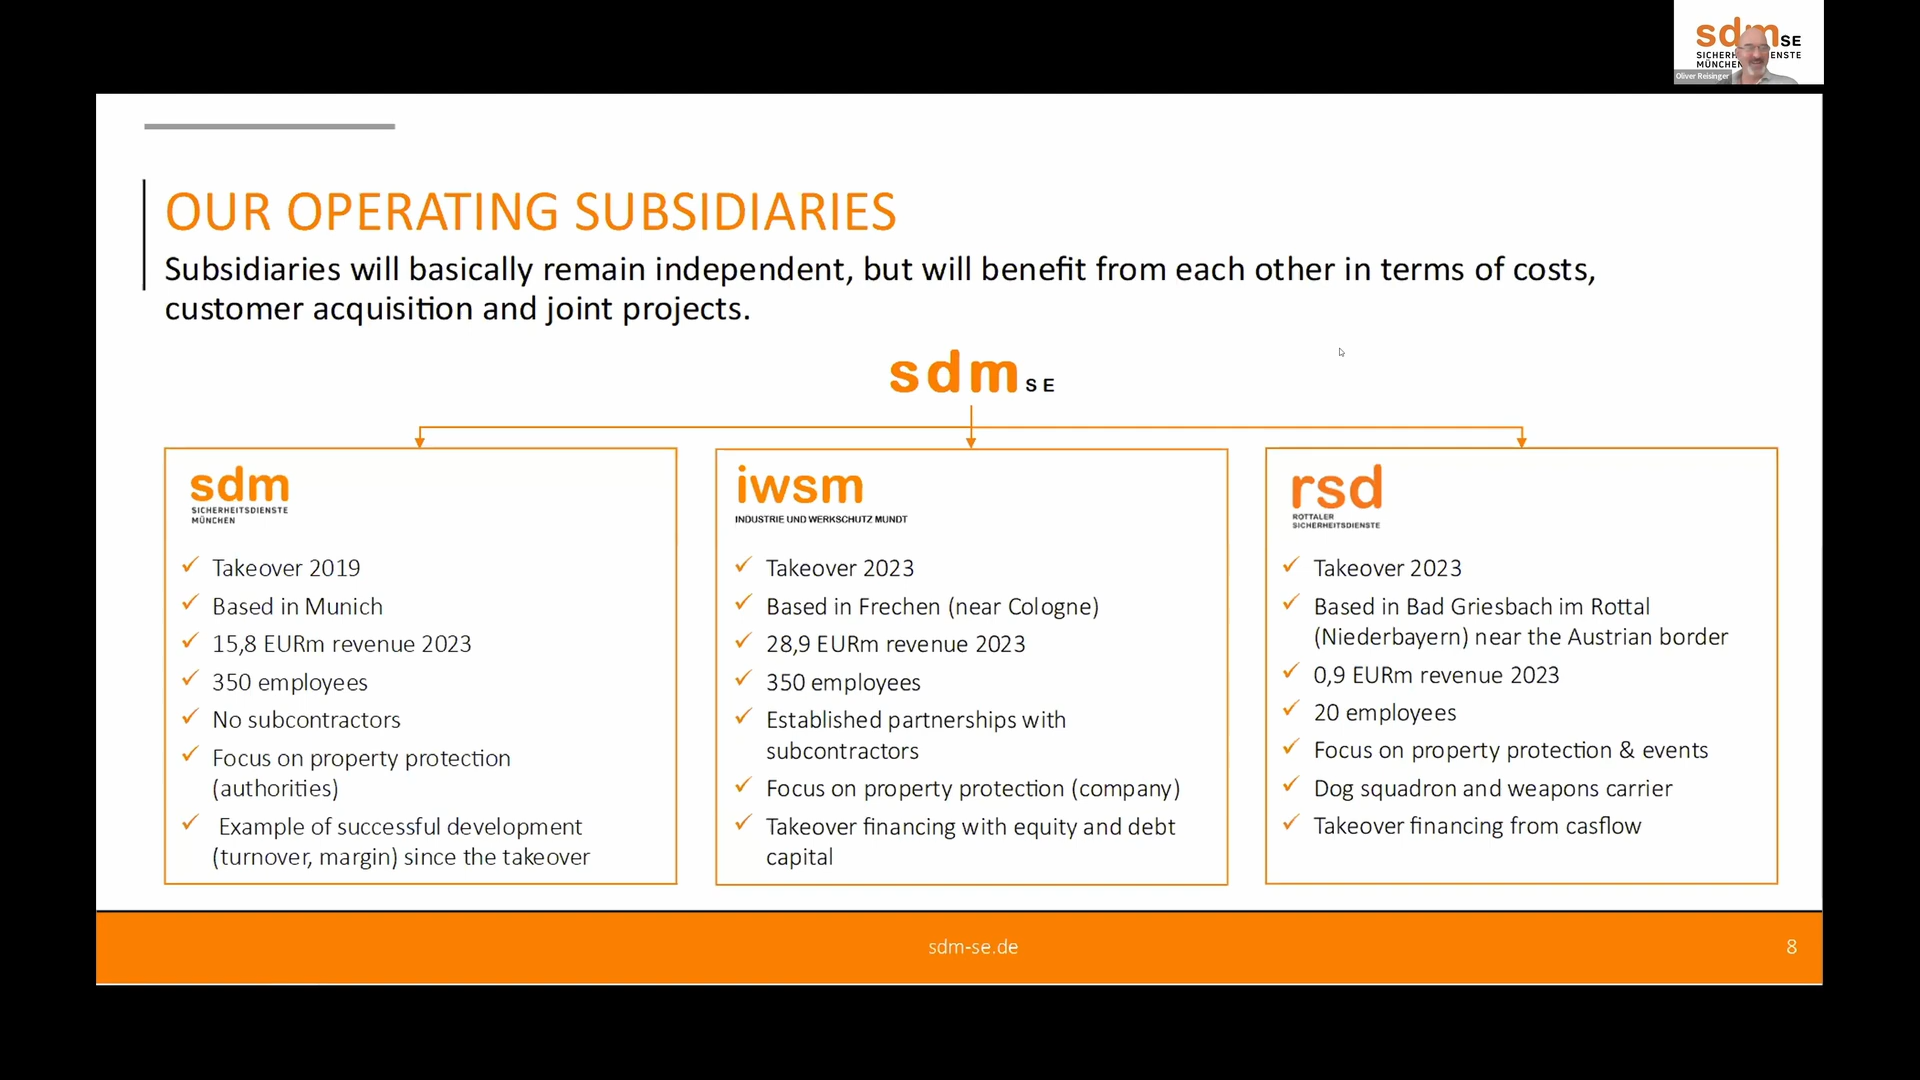 sdmSE
SICHERH ENSTE
MÜNCHEN
Oliver Reisinger
OUR OPERATING SUBSIDIARIES
Subsidiaries will basically remain independent, but will benefit from each other in terms of costs,
customer acquisition and joint projects.
sdm SE
sdm
SICHERHEITSDIENSTE
MÜNCHEN
✓ Takeover 2019
✓ Based in Munich
✓ 15,8 EURm revenue 2023
✓ 350 employees
✓ No subcontractors
✓ Focus on property protection
(authorities)
✓ Example of successful development
(turnover, margin) since the takeover
iwsm
INDUSTRIE UND WERKSCHUTZ MUNDT
✓ Takeover 2023
✓ Based in Frechen (near Cologne)
✓ 28,9 EURm revenue 2023
✓ 350 employees
✓ Established partnerships with
subcontractors
✓ Focus on property protection (company)
✓ Takeover financing with equity and debt
capital
rsd
ROTTALER
SICHERHEITSDIENSTE
✓ Takeover 2023
✓ Based in Bad Griesbach im Rottal
(Niederbayern) near the Austrian border
✓ 0,9 EURm revenue 2023
✓ 20 employees
✓ Focus on property protection & events
✓ Dog squadron and weapons carrier
✓ Takeover financing from casflow
sdm-se.de
8